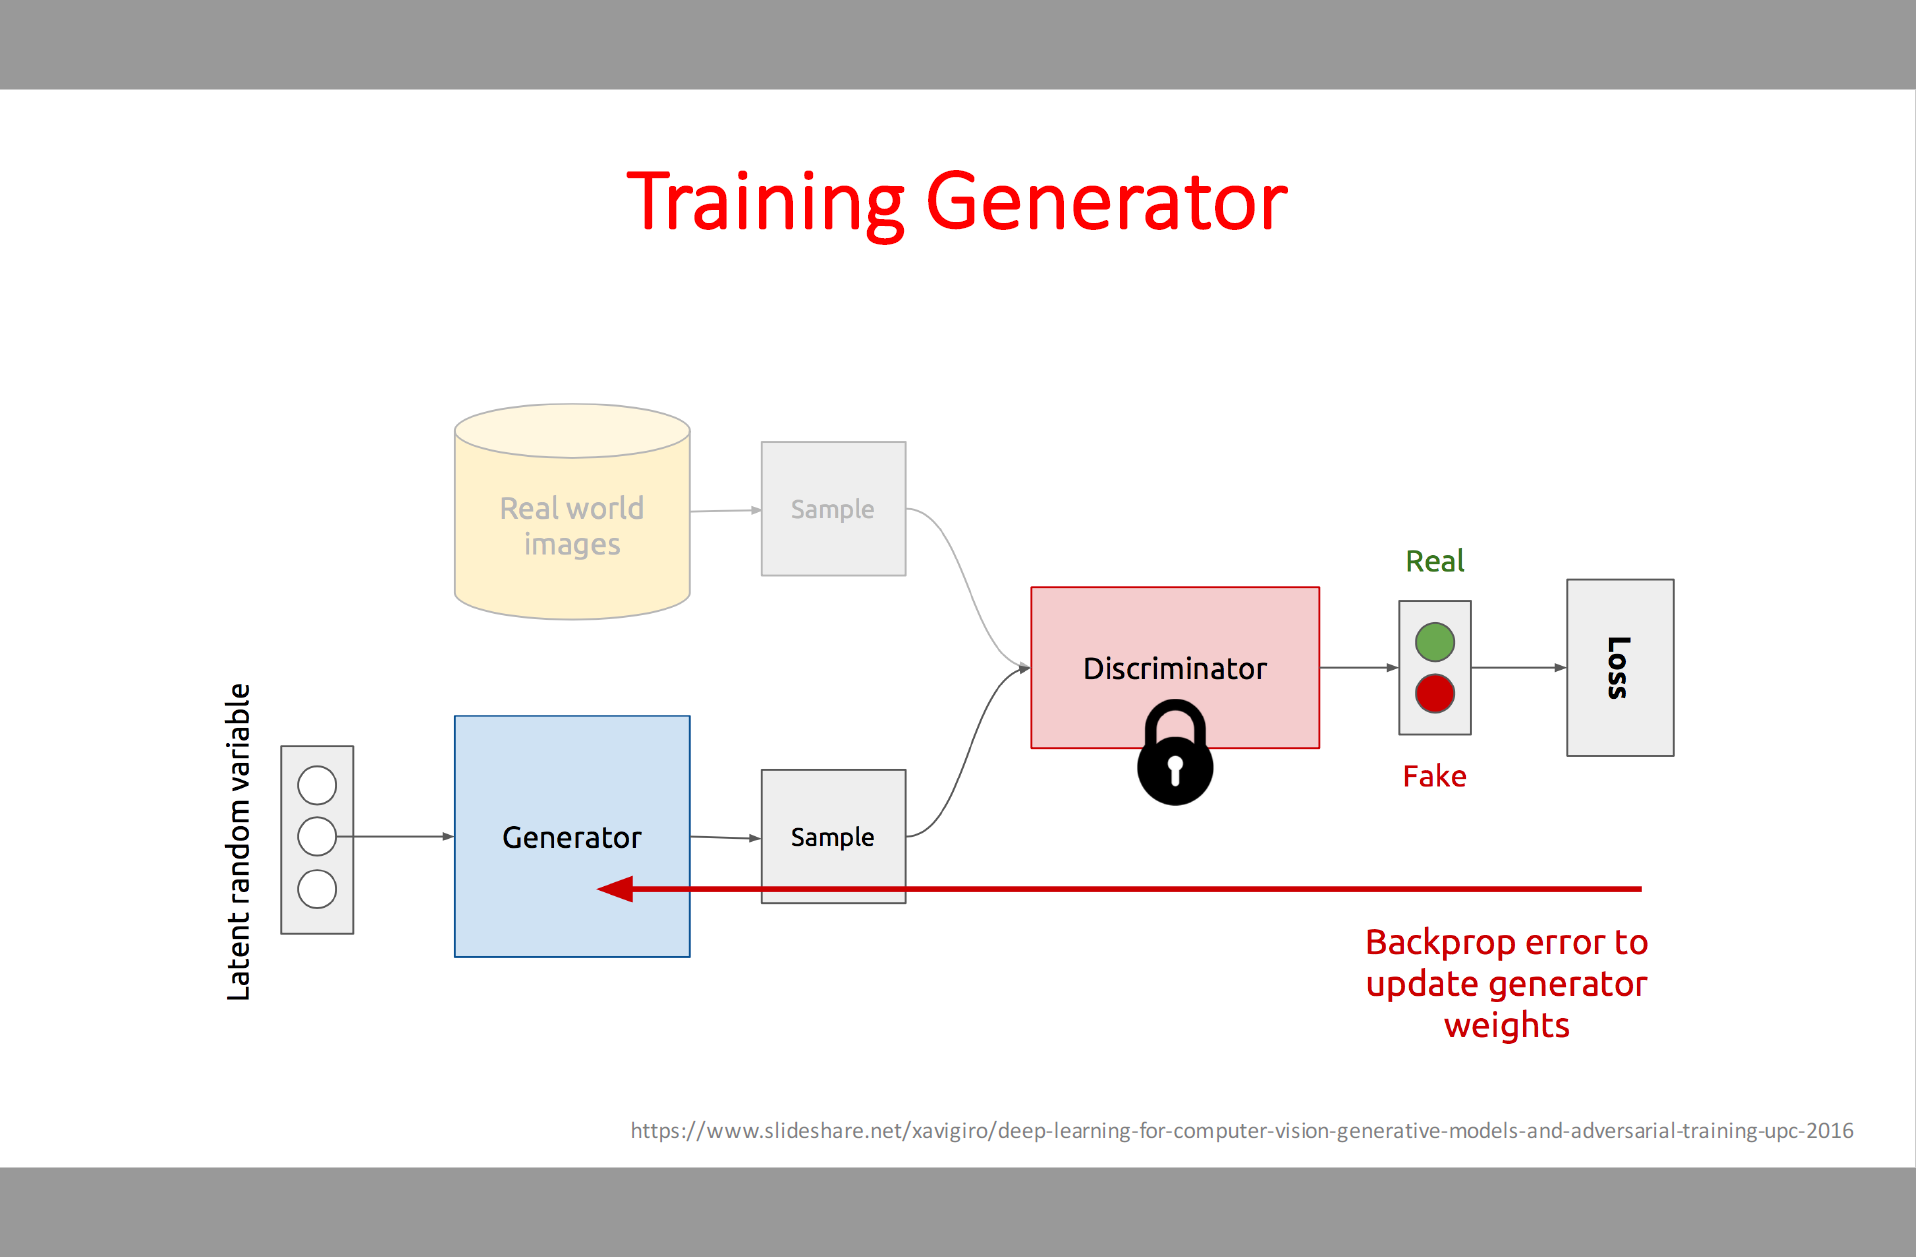 Training Generator
Real world
images
Sample
Latent random variable
Generator
Sample
Discriminator
Real
Fake
Loss
Backprop error to
update generator
weights
https://www.slideshare.net/xavigiro/deep-learning-for-computer-vision-generative-models-and-adversarial-training-upc-2016